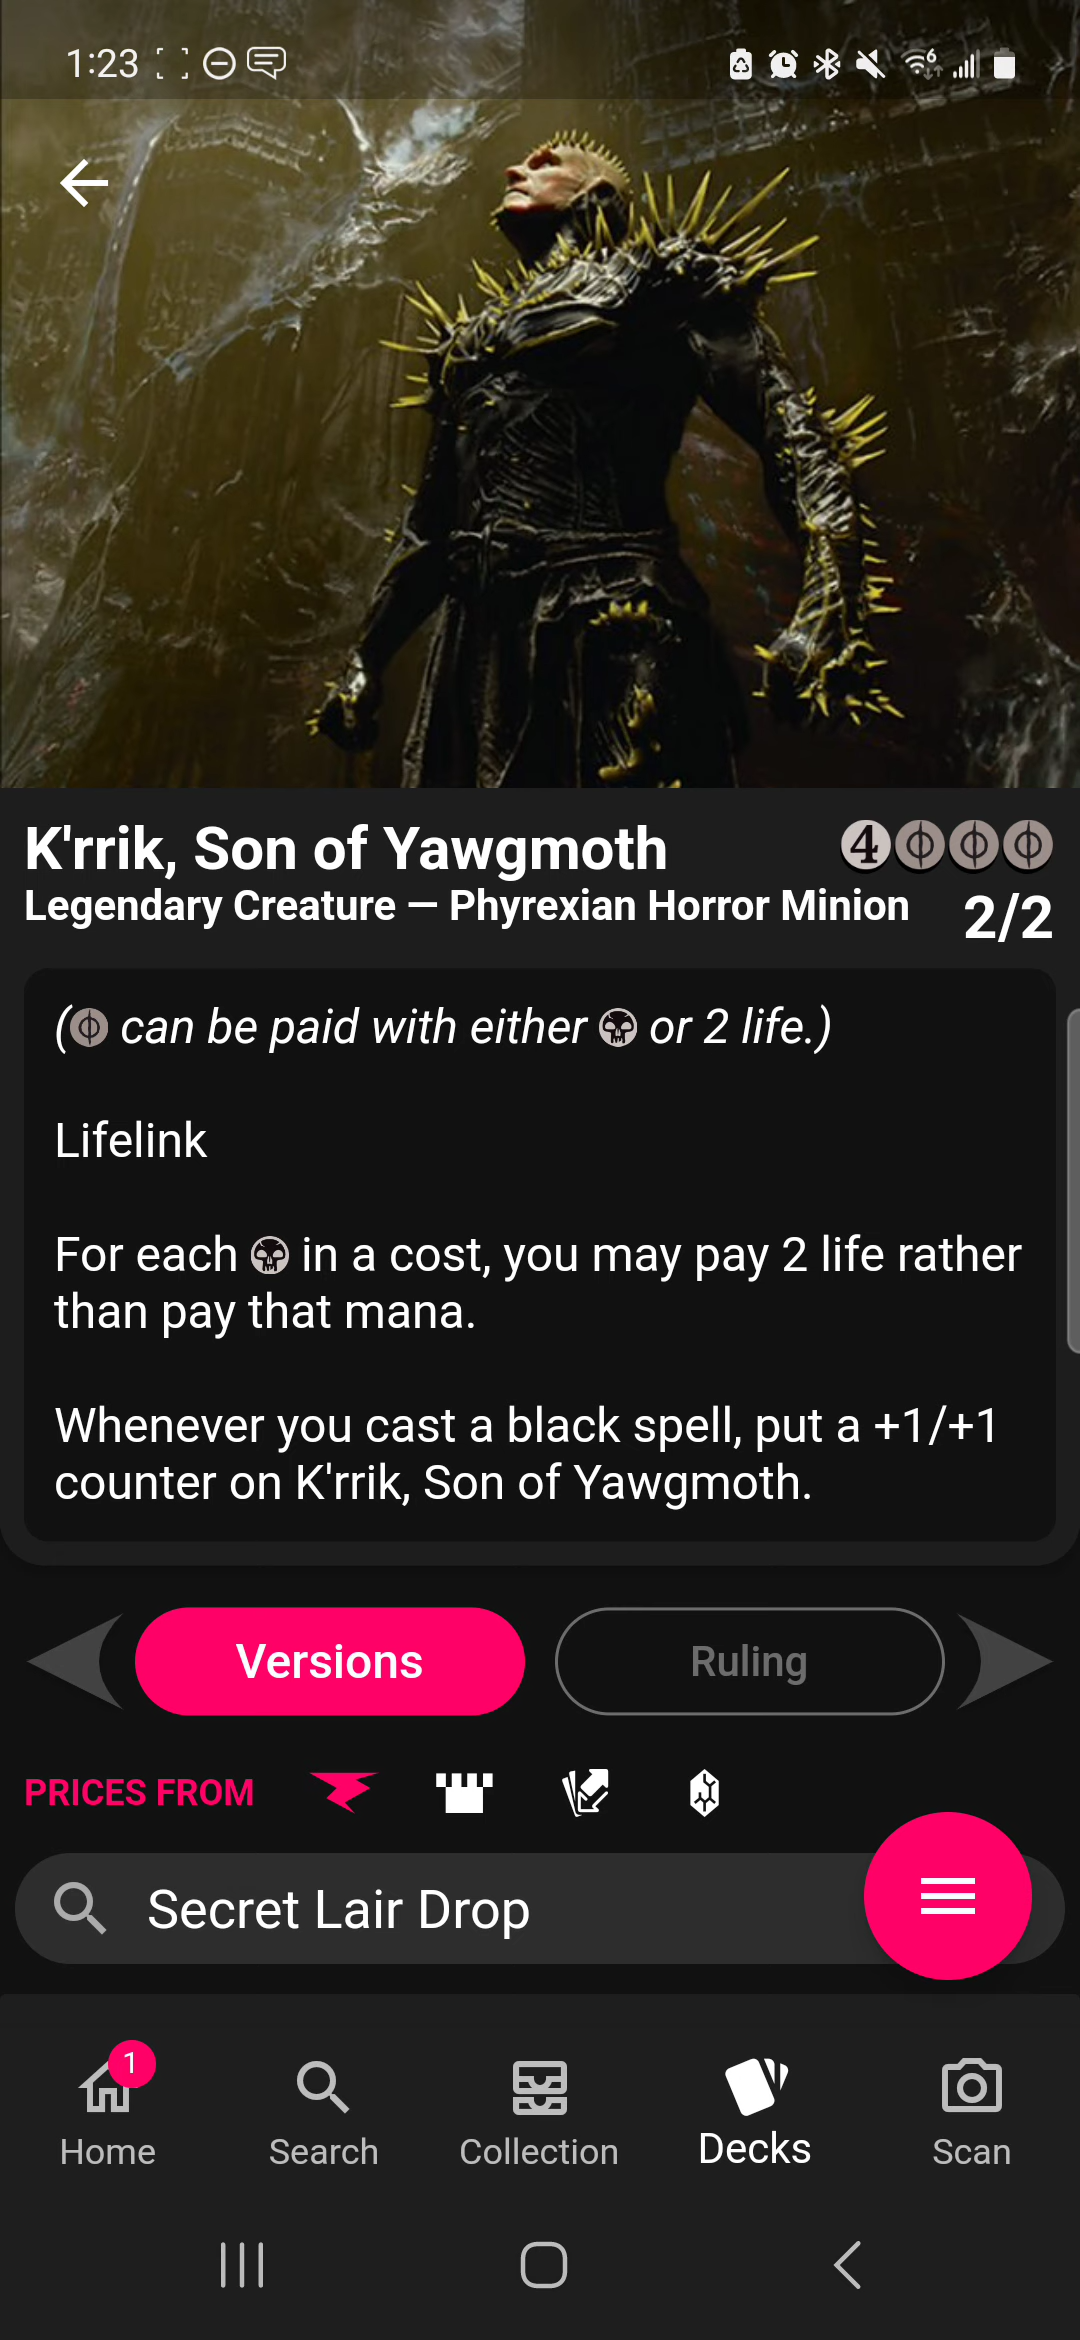 1:23
6
K'rrik, Son of Yawgmoth
4
Legendary Creature — Phyrexian Horror Minion
2/2
( can be paid with either or 2 life.)
Lifelink
For each in a cost, you may pay 2 life rather
than pay that mana.
Whenever you cast a black spell, put a +1/+1
counter on K'rrik, Son of Yawgmoth.
Versions
Ruling
PRICES FROM
Secret Lair Drop
1
Home
Search
Collection
Decks
Scan